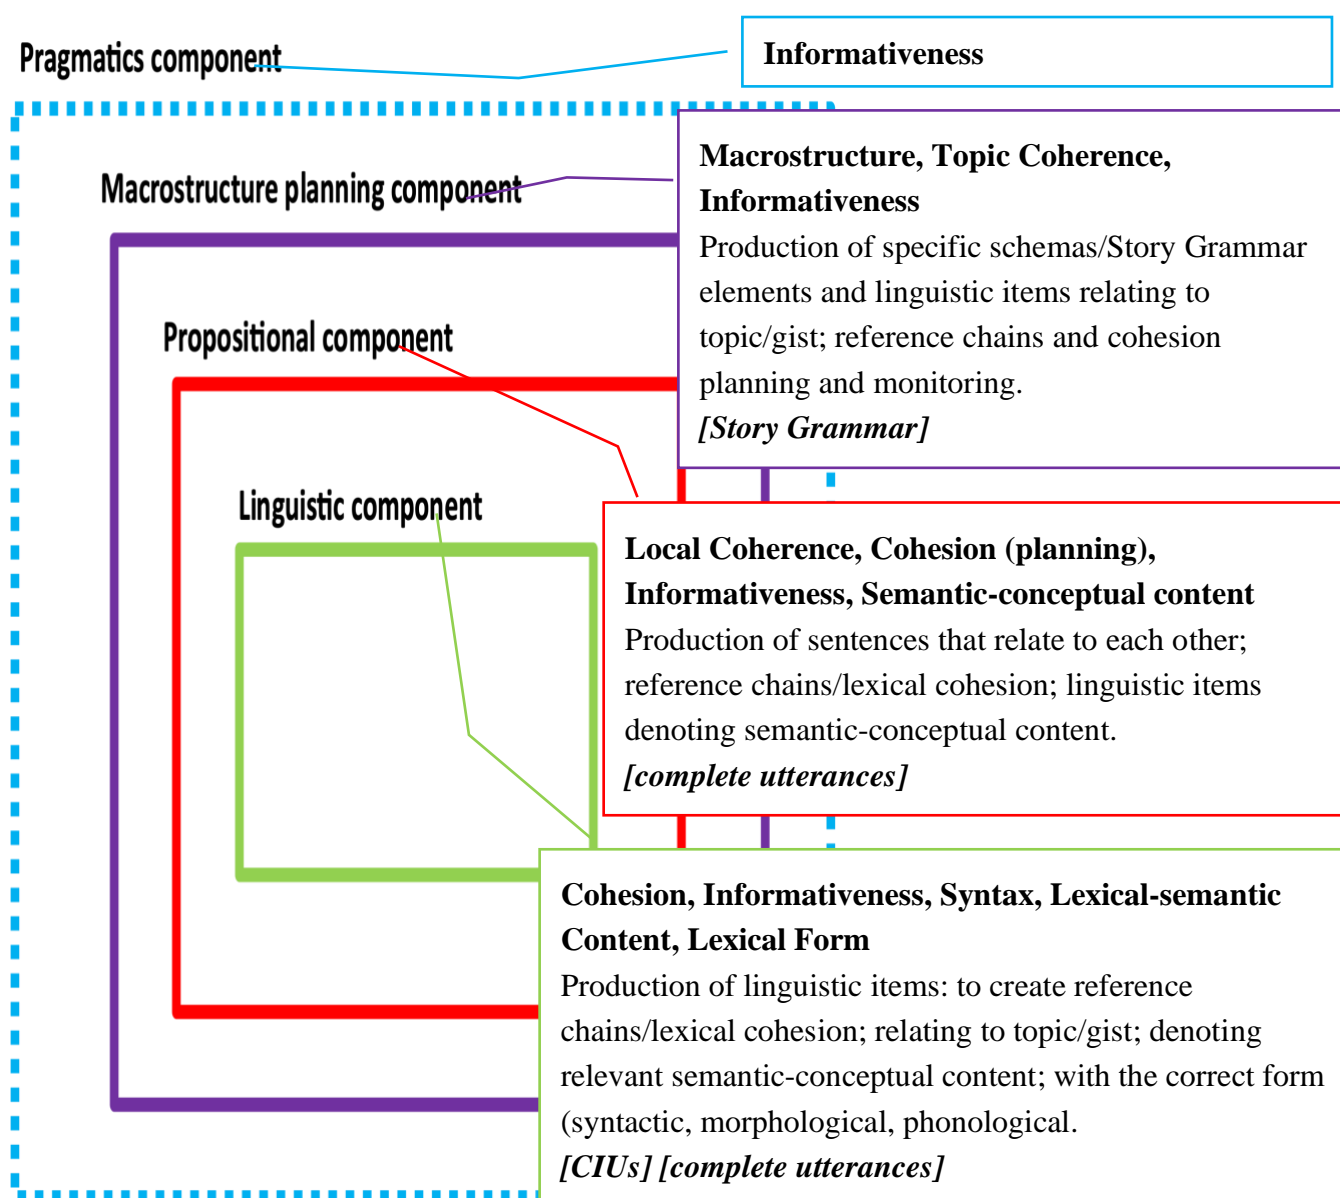 Pragmatics component
Informativeness
Macrostructure planning component
Macrostructure, Topic Coherence,
Informativeness
Production of specific schemas/Story Grammar
elements and linguistic items relating to
topic/gist; reference chains and cohesion
planning and monitoring.
[Story Grammar]
Propositional component
Linguistic component
Local Coherence, Cohesion (planning),
Informativeness, Semantic-conceptual content
Production of sentences that relate to each other;
reference chains/lexical cohesion; linguistic items
denoting semantic-conceptual content.
[complete utterances]
Cohesion, Informativeness, Syntax, Lexical-semantic
Content, Lexical Form
Production of linguistic items: to create reference
chains/lexical cohesion; relating to topic/gist; denoting
relevant semantic-conceptual content; with the correct form
(syntactic, morphological, phonological.
[CIUs] [complete utterances]